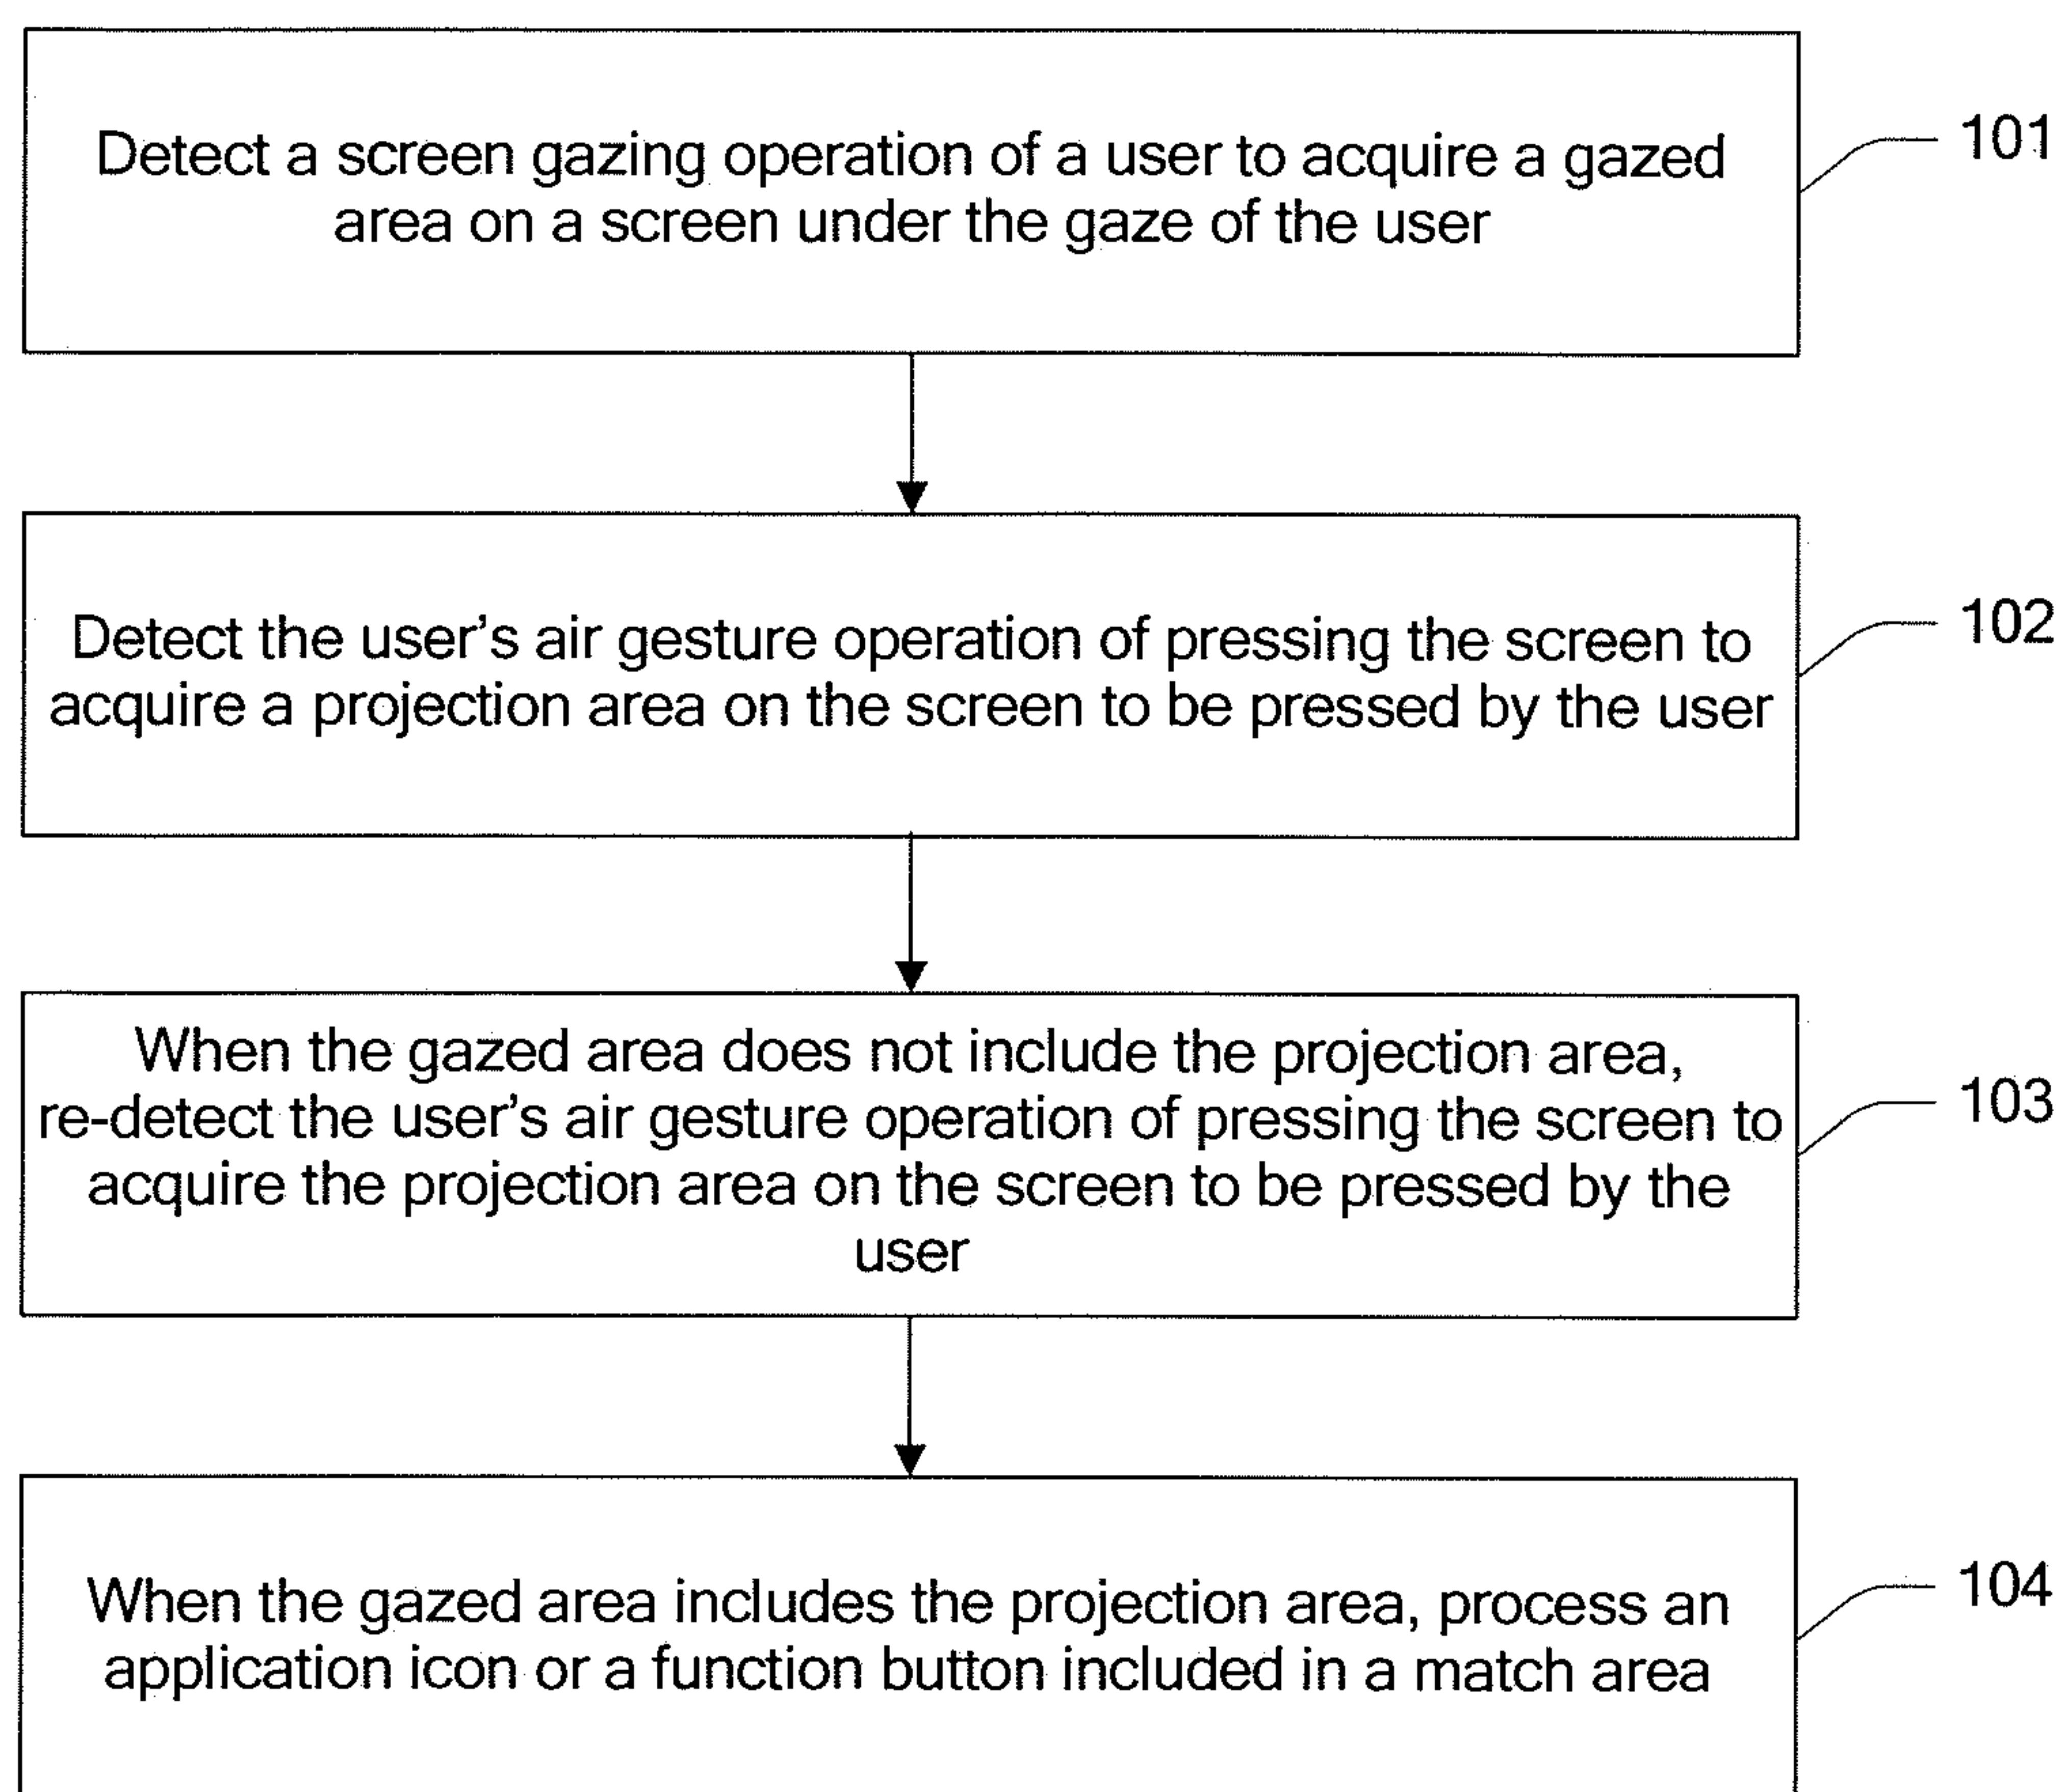 Detect a screen gazing operation of a user to acquire a gazed
area on a screen under the gaze of the user
101
Detect the user's air gesture operation of pressing the screen to
acquire a projection area on the screen to be pressed by the user
102
When the gazed area does not include the projection area,
re-detect the user's air gesture operation of pressing the screen to
acquire the projection area on the screen to be pressed by the
user
103
When the gazed area includes the projection area, process an
application icon or a function button included in a match area
104